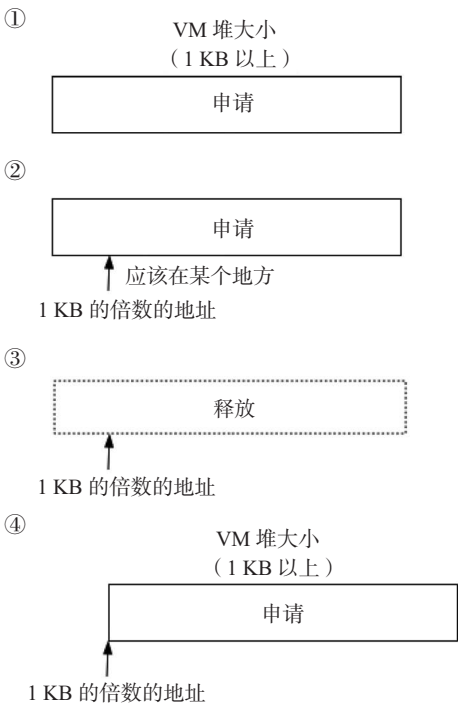 ①
VM 堆大小
（1 KB 以上）
申请
②
申请
应该在某个地方
1 KB 的倍数的地址
③
释放
1 KB 的倍数的地址
④
VM 堆大小
（1 KB 以上）
申请
1 KB 的倍数的地址